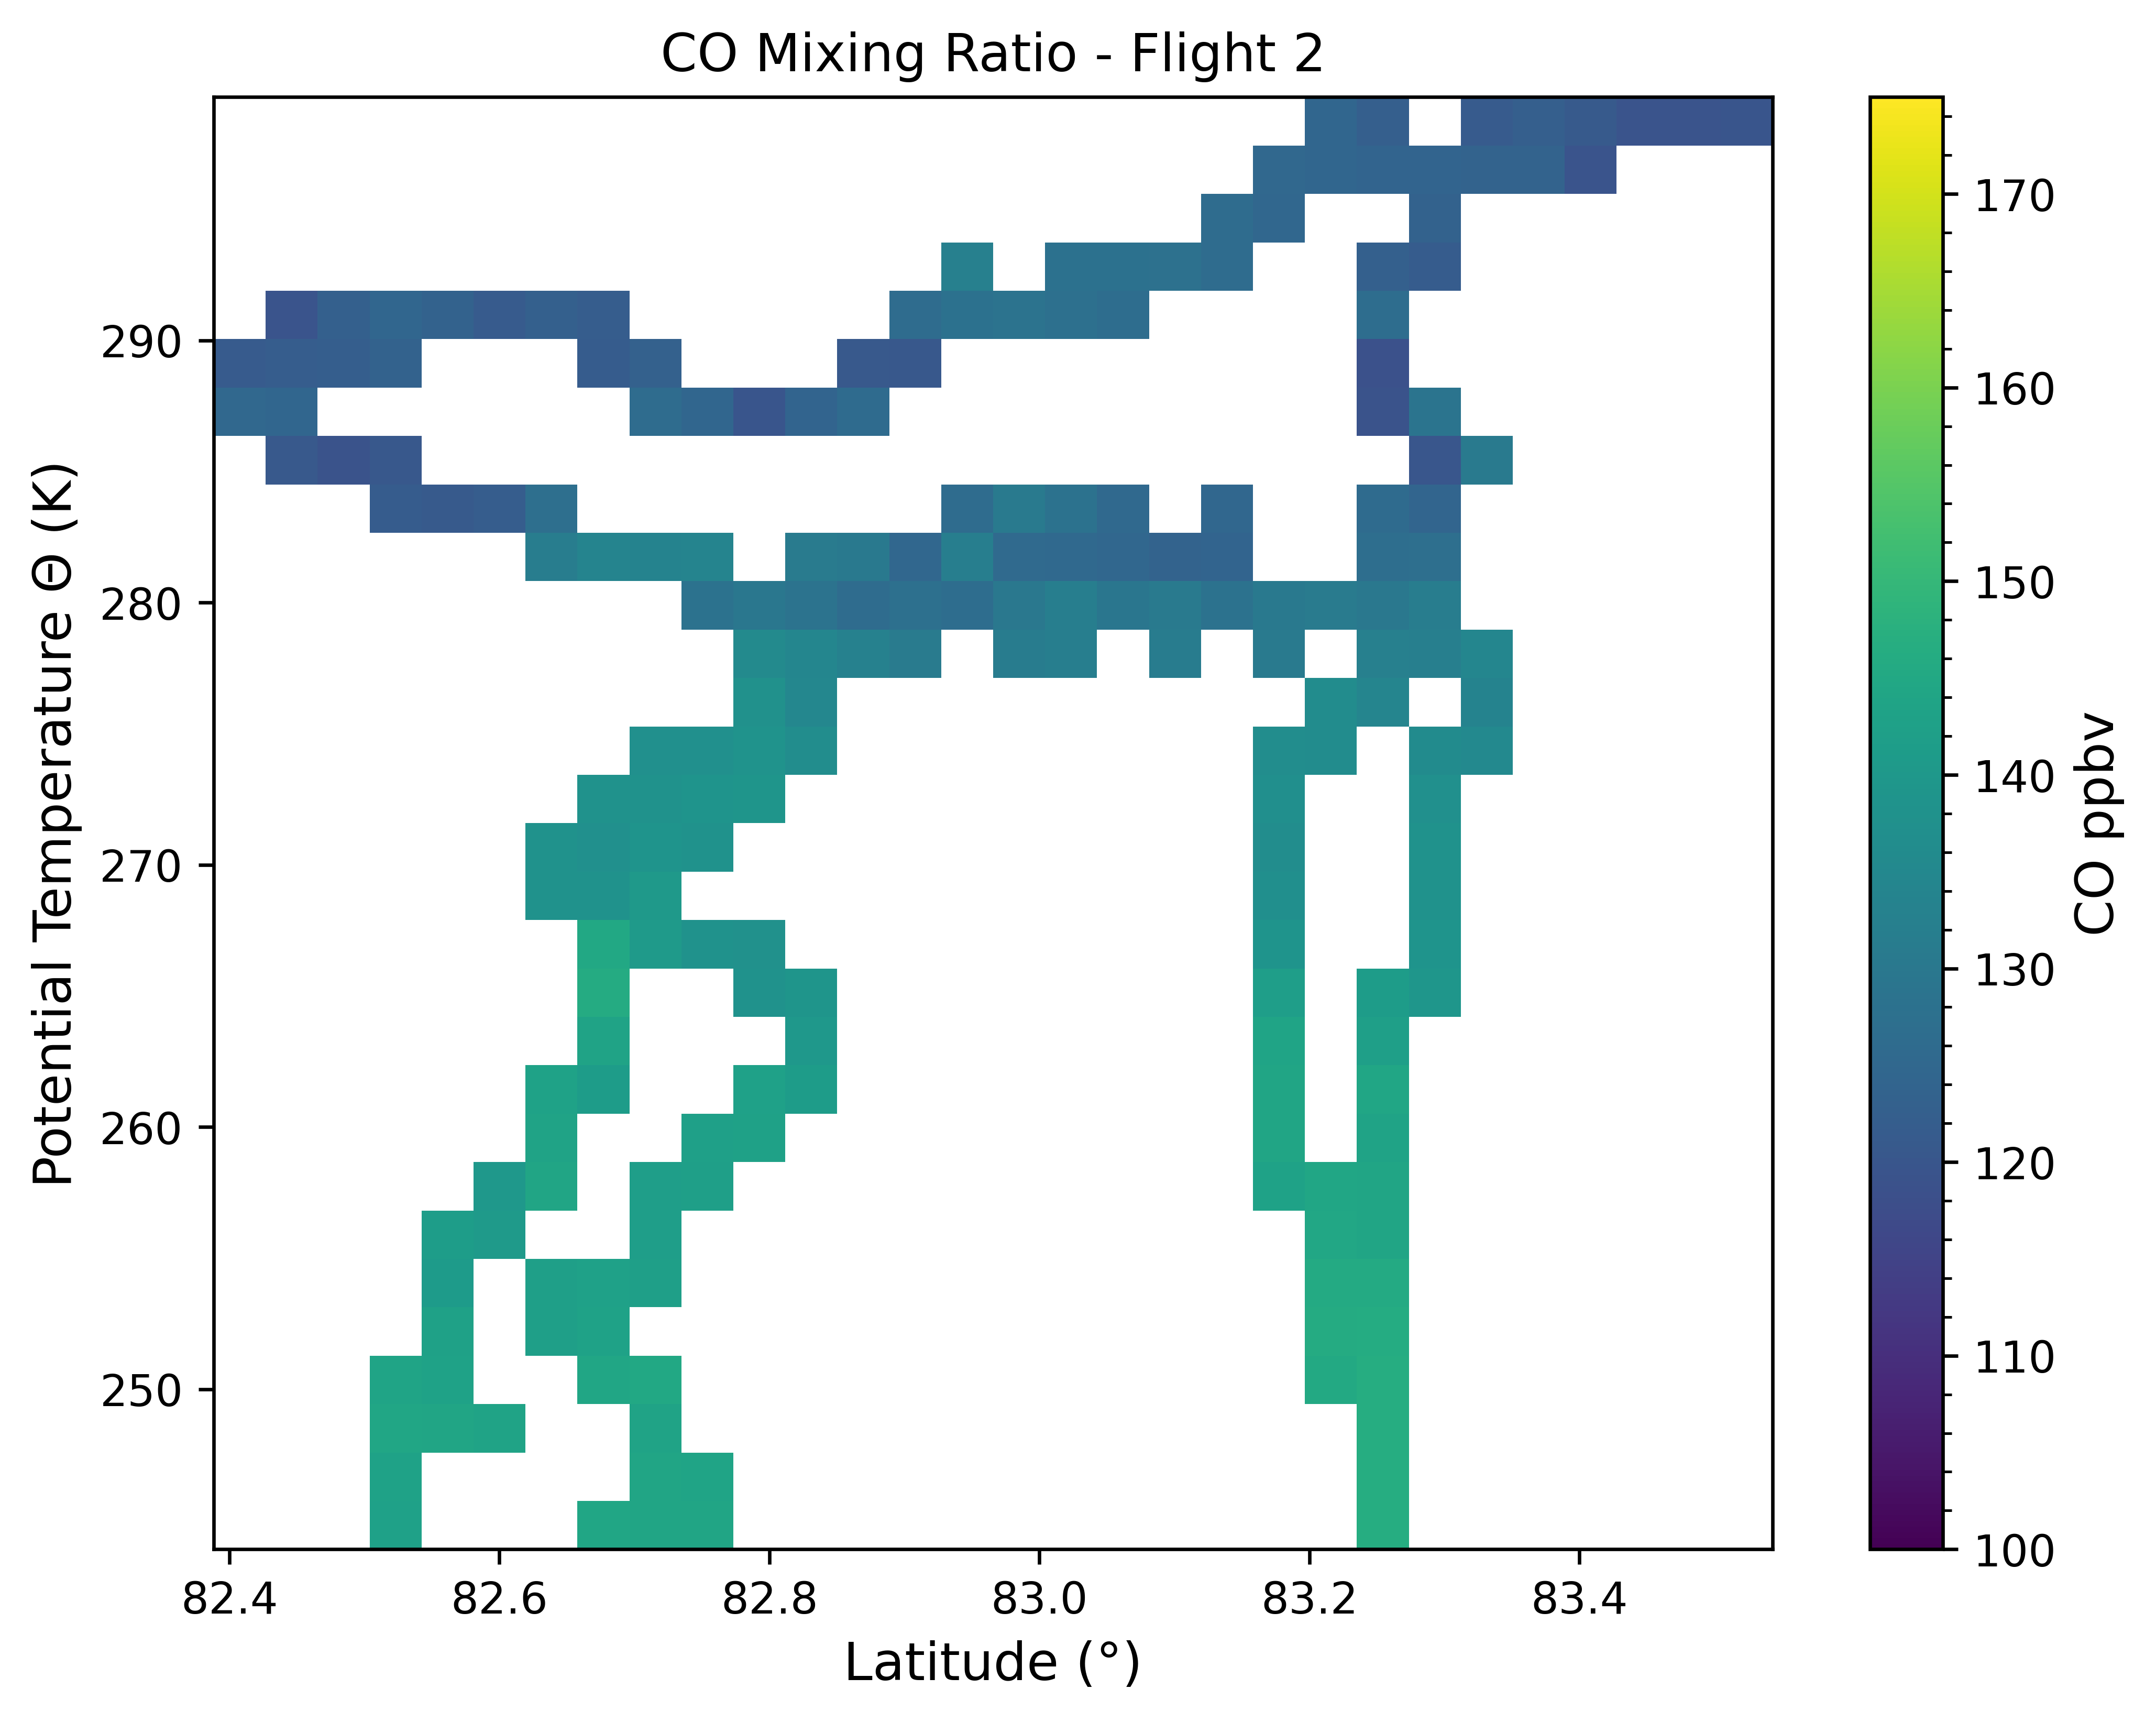 CO Mixing Ratio - Flight 2
Potential Temperature Θ (K)
290
280
270
260
250
82.4 82.6 82.8 83.0 83.2 83.4
Latitude (°)
170
160
150
140
130
120
110
100
CO ppbv